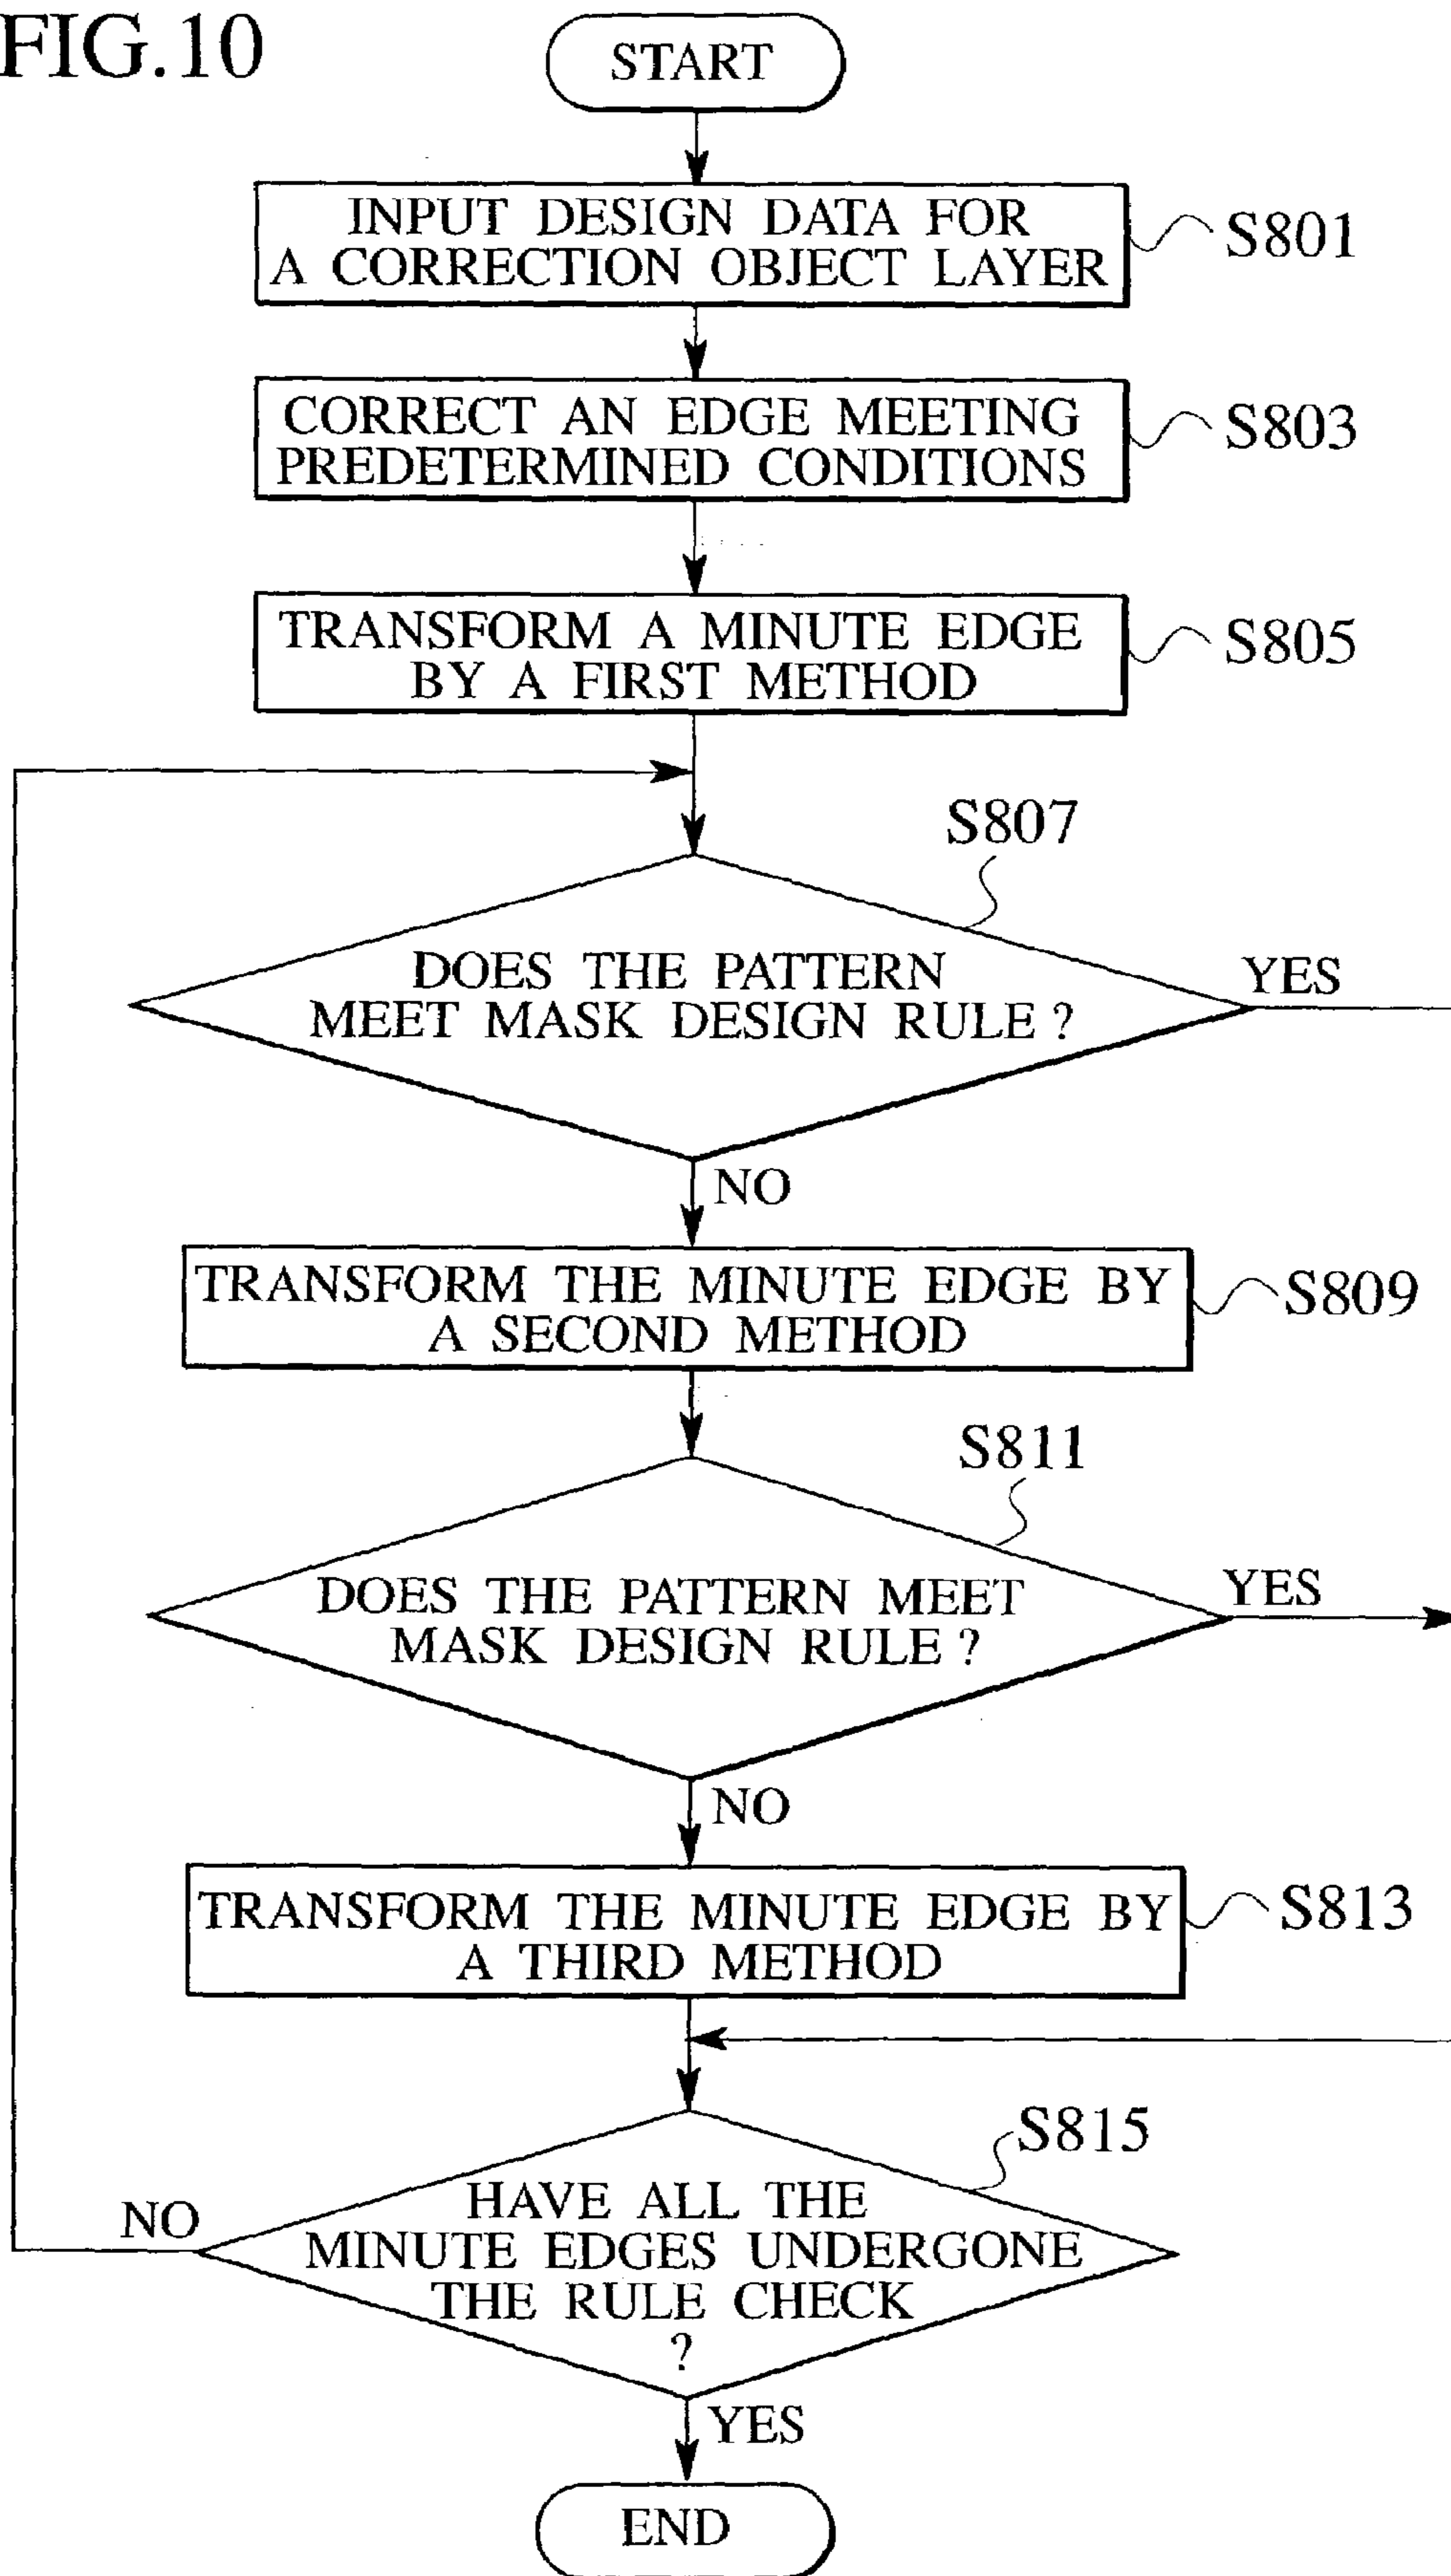 FIG.10
START
INPUT DESIGN DATA FOR
A CORRECTION OBJECT LAYER
S801
CORRECT AN EDGE MEETING
PREDETERMINED CONDITIONS
S803
TRANSFORM A MINUTE EDGE
BY A FIRST METHOD
S805
S807
DOES THE PATTERN
MEET MASK DESIGN RULE ?
YES
NO
TRANSFORM THE MINUTE EDGE BY
A SECOND METHOD
S809
S811
DOES THE PATTERN MEET
MASK DESIGN RULE ?
YES
NO
TRANSFORM THE MINUTE EDGE BY
A THIRD METHOD
S813
S815
HAVE ALL THE
MINUTE EDGES UNDERGONE
THE RULE CHECK
?
NO
YES
END